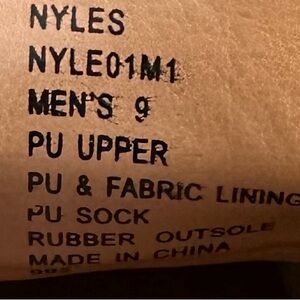 NYLES
NYLE01M1
MEN'S 9
PU UPPER
PU & FABRIC LINING
PU SOCK
RUBBER OUTSOLE
MADE IN CHINA